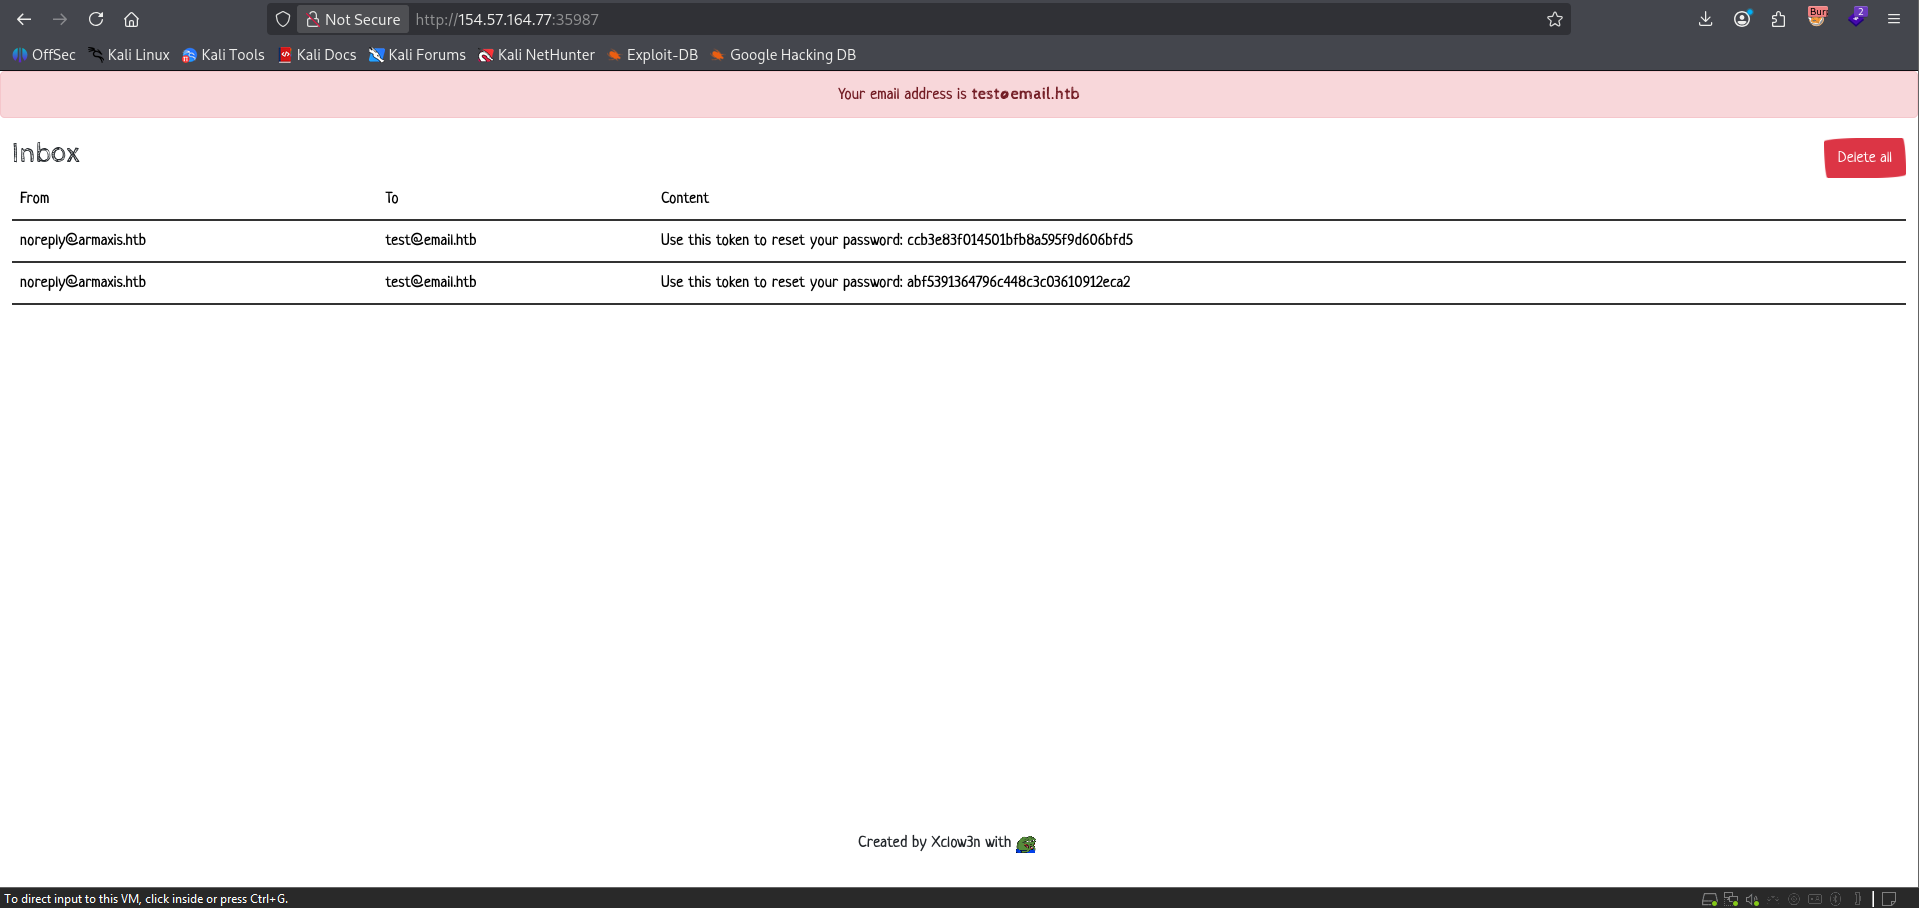 Not Secure http://154.57.164.77:35987 2
OffSec Kali Linux Kali Tools Kali Docs Kali Forums Kali NetHunter Exploit-DB Google Hacking DB
Your email address is test@email.htb
Inbox
Delete all
From To Content
noreply@armaxis.htb test@email.htb Use this token to reset your password: ccb3e83f014501bfb8a595f9d606bfd5
noreply@armaxis.htb test@email.htb Use this token to reset your password: abf5391364796c448c3c03610912eca2
Created by Xclow3n with
To direct input to this VM, click inside or press Ctrl+G.